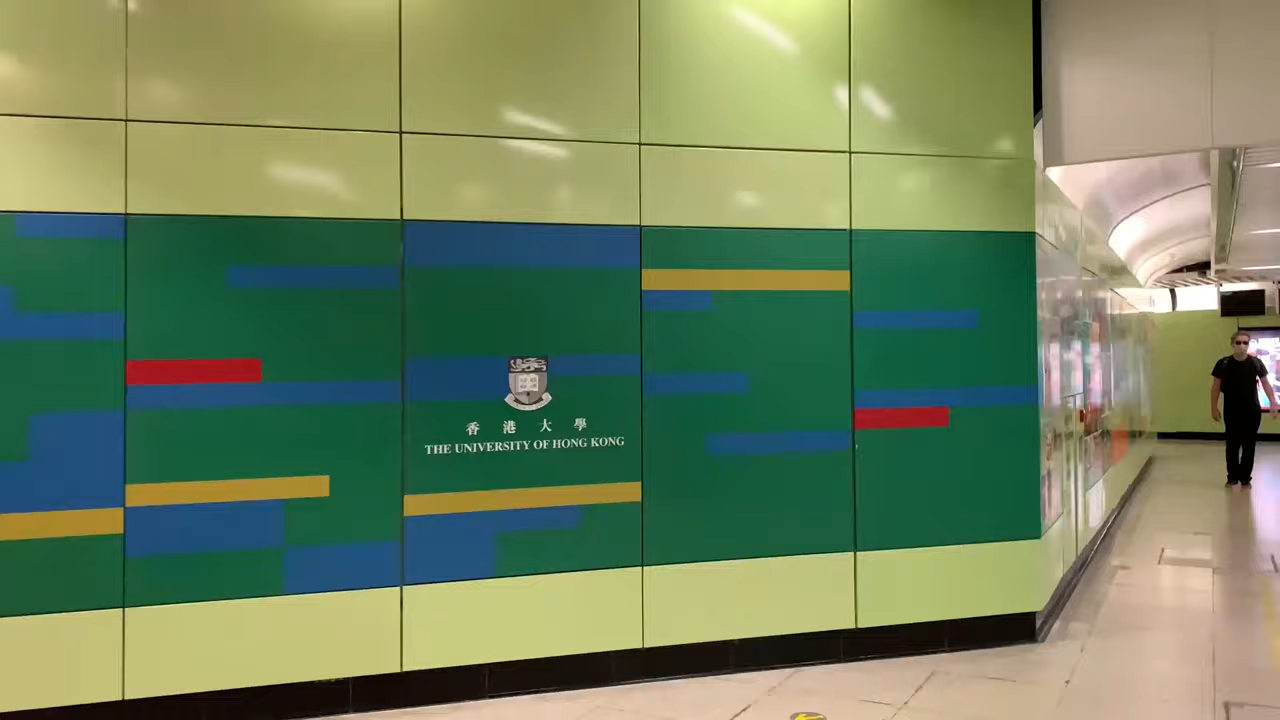 香港大學
THE UNIVERSITY OF HONG KONG